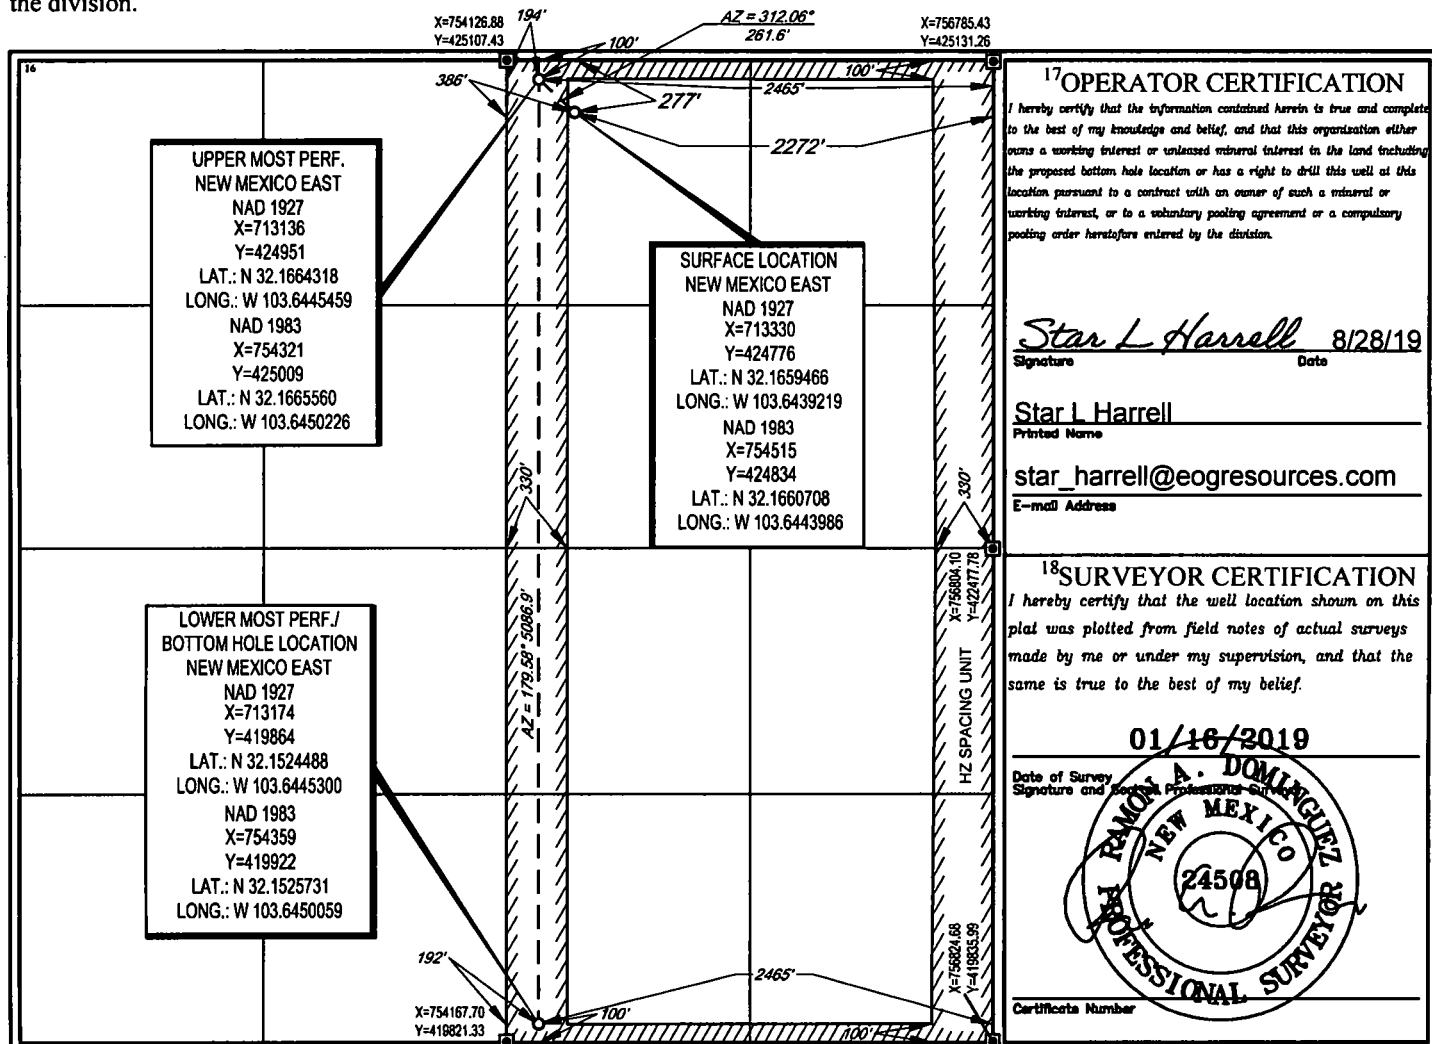 the division.
X=754126.88
Y=425107.43
194'
AZ = 312.06°
261.6'
X=756785.43
Y=425131.26
16
100'
100'
386'
2465'
277'
2272'
UPPER MOST PERF.
NEW MEXICO EAST
NAD 1927
X=713136
Y=424951
LAT.: N 32.1664318
LONG.: W 103.6445459
NAD 1983
X=754321
Y=425009
LAT.: N 32.1665560
LONG.: W 103.6450226
SURFACE LOCATION
NEW MEXICO EAST
NAD 1927
X=713330
Y=424776
LAT.: N 32.1659466
LONG.: W 103.6439219
NAD 1983
X=754515
Y=424834
LAT.: N 32.1660708
LONG.: W 103.6443986
330'
330'
X=756804.10
Y=422477.78
LOWER MOST PERF./
BOTTOM HOLE LOCATION
NEW MEXICO EAST
NAD 1927
X=713174
Y=419864
LAT.: N 32.1524488
LONG.: W 103.6445300
NAD 1983
X=754359
Y=419922
LAT.: N 32.1525731
LONG.: W 103.6450059
AZ = 179.58° 5086.9'
HZ SPACING UNIT
192'
2465'
X=756824.68
Y=419835.99
X=754167.70
Y=419821.33
100'
100'
17 OPERATOR CERTIFICATION
I hereby certify that the information contained herein is true and complete
to the best of my knowledge and belief, and that this organization either
owns a working interest or unleased mineral interest in the land including
the proposed bottom hole location or has a right to drill this well at this
location pursuant to a contract with an owner of such a mineral or
working interest, or to a voluntary pooling agreement or a compulsory
pooling order heretofore entered by the division.
Star L Harrell 8/28/19
Signature Date
Star L Harrell
Printed Name
star_harrell@eogresources.com
E-mail Address
18 SURVEYOR CERTIFICATION
I hereby certify that the well location shown on this
plat was plotted from field notes of actual surveys
made by me or under my supervision, and that the
same is true to the best of my belief.
01/16/2019
Date of Survey
Signature and Seal of Professional Surveyor
RAMON A. DOMINGUEZ
NEW MEXICO
24508
PROFESSIONAL SURVEYOR
Certificate Number